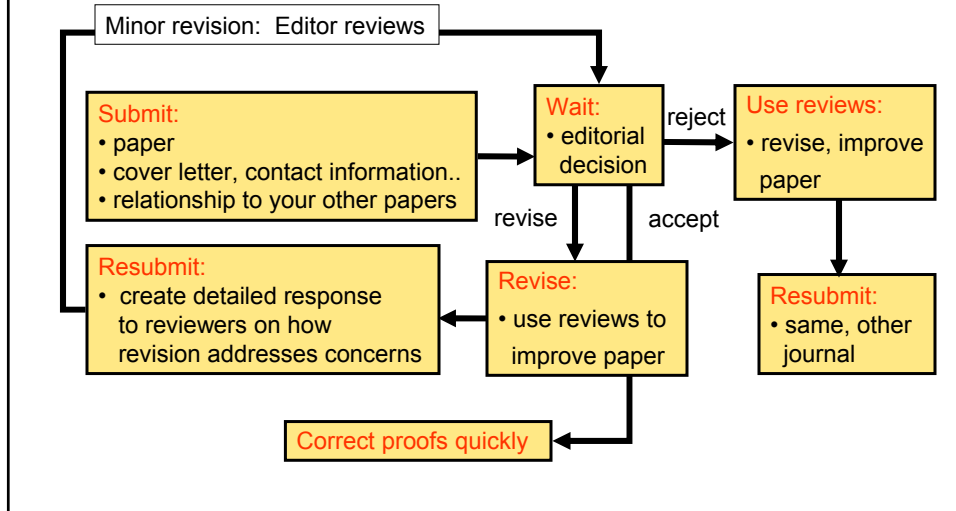 Minor revision: Editor reviews
Submit:
• paper
• cover letter, contact information..
• relationship to your other papers
Wait:
• editorial
decision
reject
Use reviews:
• revise, improve
paper
revise
accept
Resubmit:
• create detailed response
to reviewers on how
revision addresses concerns
Revise:
• use reviews to
improve paper
Resubmit:
• same, other
journal
Correct proofs quickly